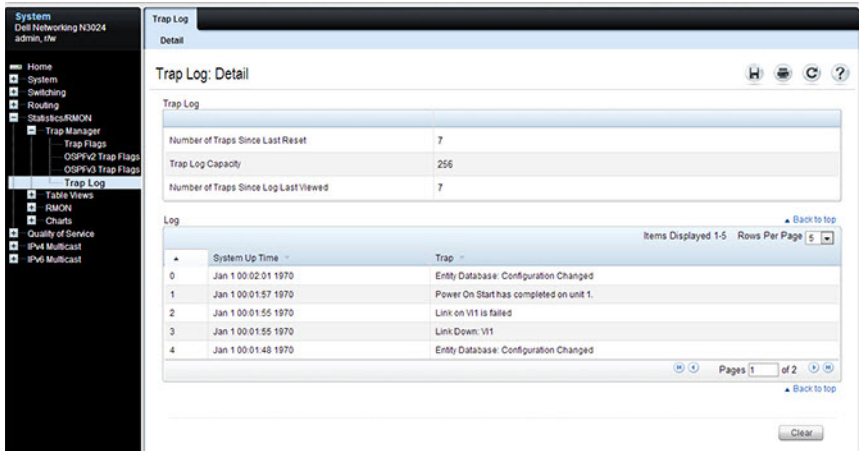 System
Dell Networking N3024
admin, r/w
Home
System
Switching
Routing
Statistics/RMON
Trap Manager
Trap Flags
OSPFv2 Trap Flags
OSPFv3 Trap Flags
Trap Log
Table Views
RMON
Charts
Quality of Service
IPv4 Multicast
IPv6 Multicast
Trap Log
Detail
Trap Log: Detail
Trap Log
Number of Traps Since Last Reset 7
Trap Log Capacity 256
Number of Traps Since Log Last Viewed 7
Back to top
Log
Items Displayed 1-5 Rows Per Page 5
System Up Time Trap
0 Jan 1 00:02:01 1970 Entity Database: Configuration Changed
1 Jan 1 00:01:57 1970 Power On Start has completed on unit 1.
2 Jan 1 00:01:55 1970 Link on Vl1 is failed
3 Jan 1 00:01:55 1970 Link Down: Vl1
4 Jan 1 00:01:48 1970 Entity Database: Configuration Changed
Pages 1 of 2
Back to top
Clear